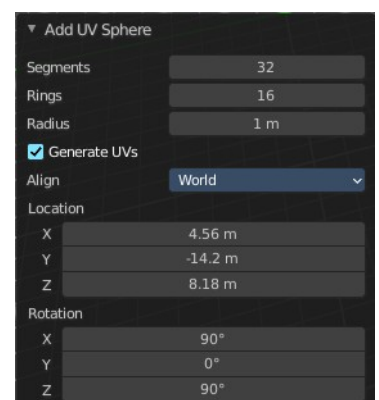 Add UV Sphere
Segments 32
Rings 16
Radius 1 m
Generate UVs
Align World
Location
X 4.56 m
Y -14.2 m
Z 8.18 m
Rotation
X 90°
Y 0°
Z 90°